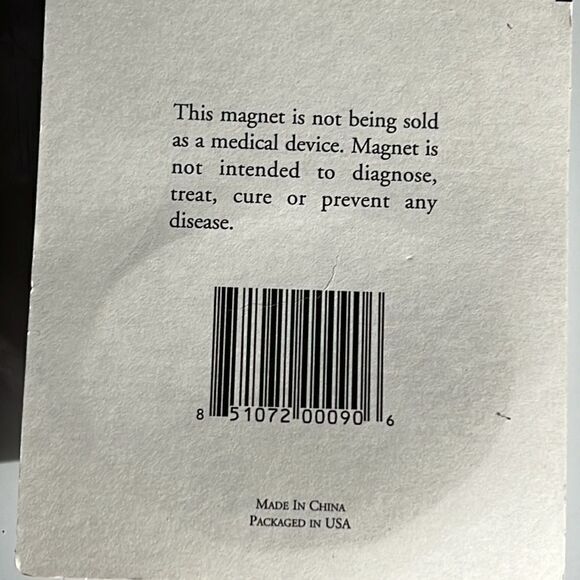 This magnet is not being sold
as a medical device. Magnet is
not intended to diagnose,
treat, cure or prevent any
disease.
8 51072 00090 6
MADE IN CHINA
PACKAGED IN USA